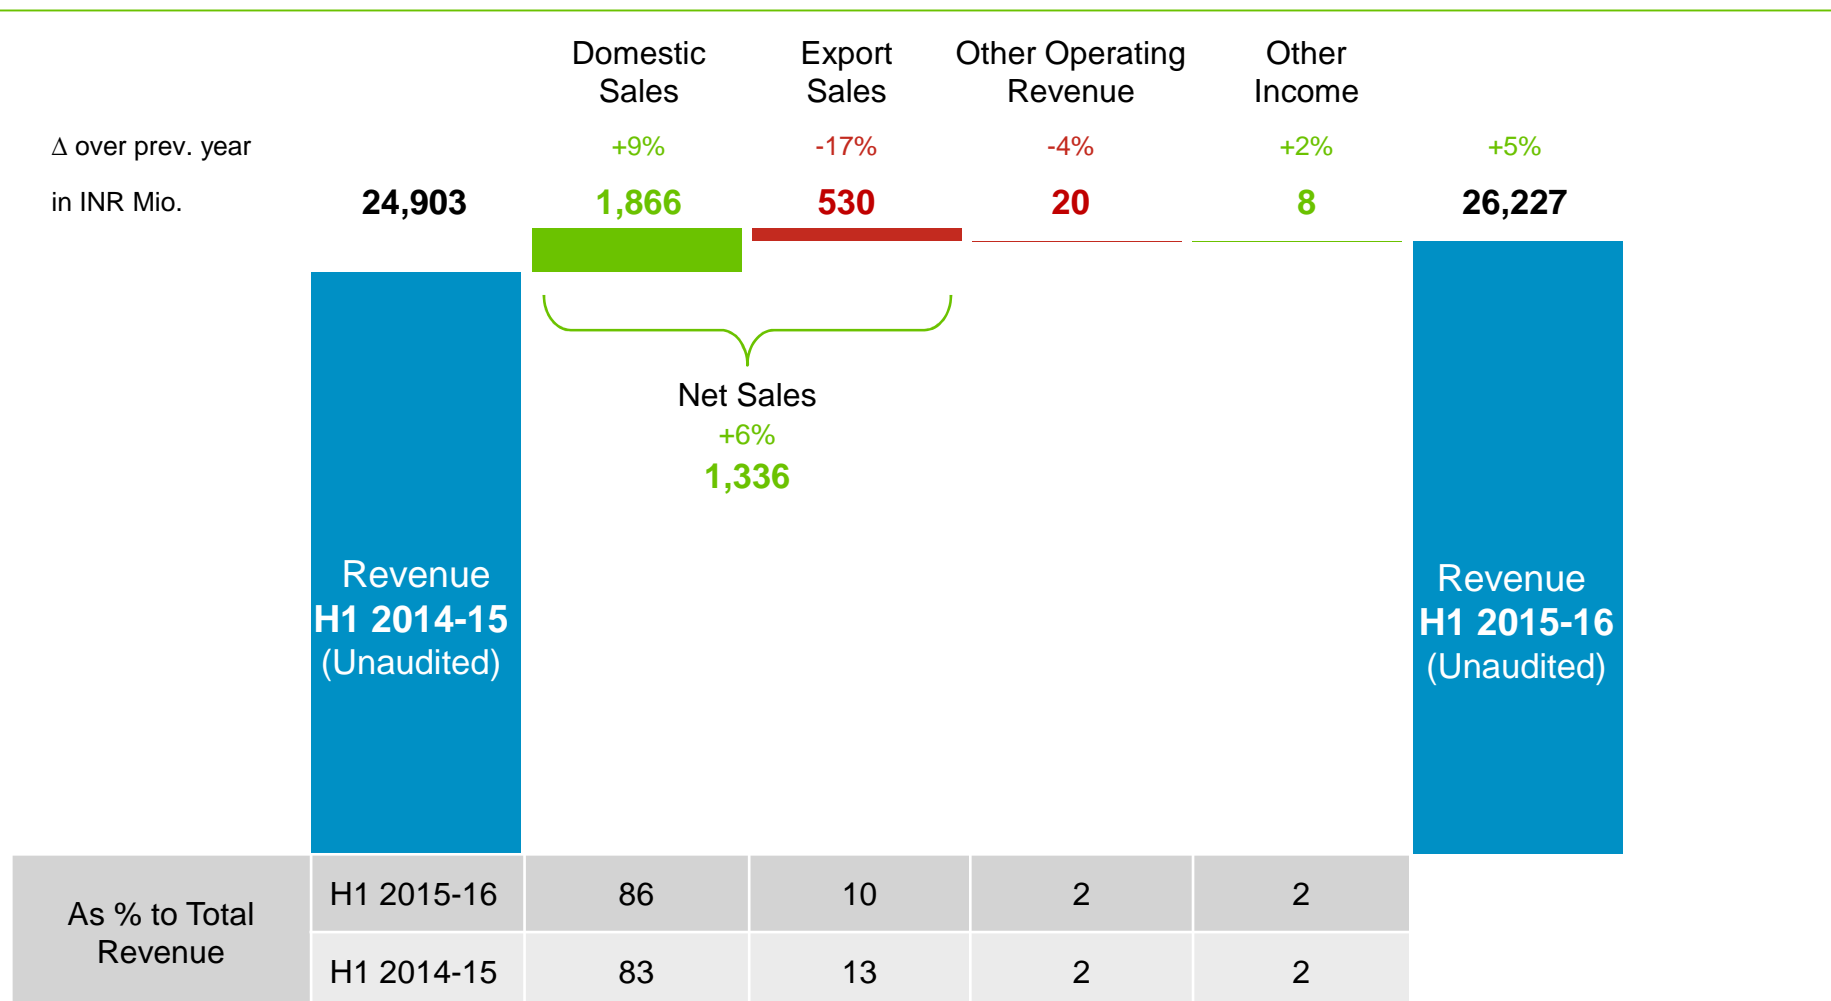 Domestic
Sales
Export
Sales
Other Operating
Revenue
Other
Income
Δ over prev. year
+9%
-17%
-4%
+2%
+5%
in INR Mio.
24,903
1,866
530
20
8
26,227
Net Sales
+6%
1,336
Revenue
H1 2014-15
(Unaudited)
Revenue
H1 2015-16
(Unaudited)
As % to Total
Revenue
H1 2015-16
86
10
2
2
H1 2014-15
83
13
2
2